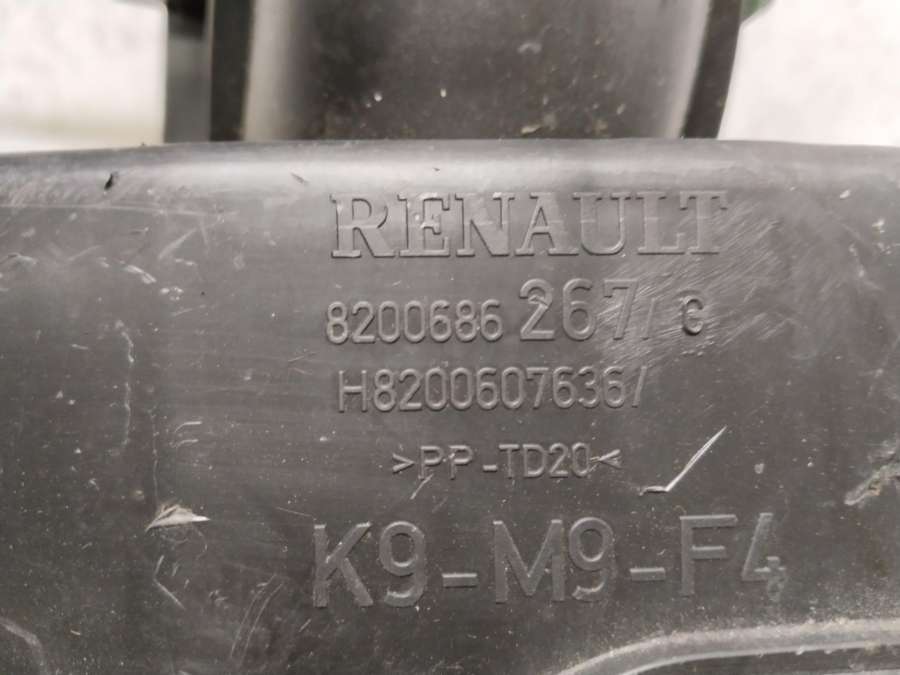 RENAULT
8200686 267/ G
H8200607636/
>PP-TD20<
K9-M9-F4